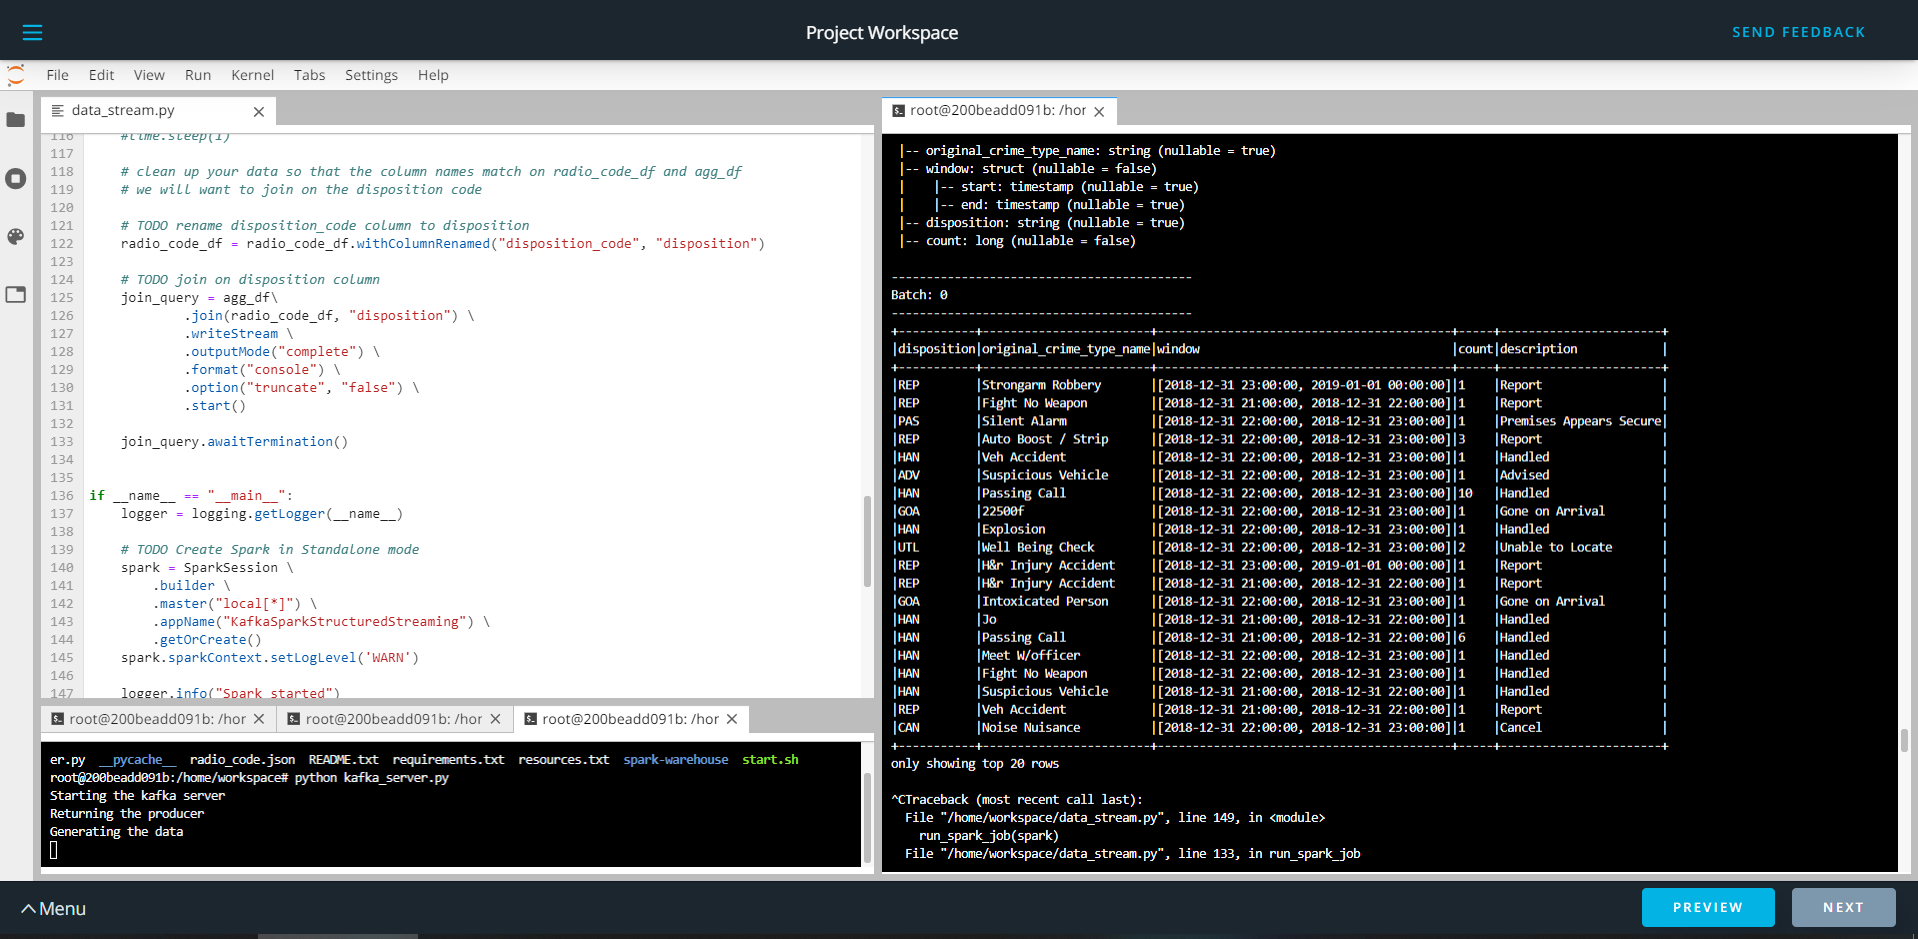 Project Workspace
SEND FEEDBACK
File Edit View Run Kernel Tabs Settings Help
data_stream.py
116 #time.sleep(1)
117
118 # clean up your data so that the column names match on radio_code_df and agg_df
119 # we will want to join on the disposition code
120
121 # TODO rename disposition_code column to disposition
122 radio_code_df = radio_code_df.withColumnRenamed("disposition_code", "disposition")
123
124 # TODO join on disposition column
125 join_query = agg_df\
126 .join(radio_code_df, "disposition") \
127 .writeStream \
128 .outputMode("complete") \
129 .format("console") \
130 .option("truncate", "false") \
131 .start()
132
133 join_query.awaitTermination()
134
135
136 if __name__ == "__main__":
137 logger = logging.getLogger(__name__)
138
139 # TODO Create Spark in Standalone mode
140 spark = SparkSession \
141 .builder \
142 .master("local[*]") \
143 .appName("KafkaSparkStructuredStreaming") \
144 .getOrCreate()
145 spark.sparkContext.setLogLevel('WARN')
146
147 logger.info("Spark started")
root@200beadd091b: /hor root@200beadd091b: /hor root@200beadd091b: /hor
er.py __pycache__ radio_code.json README.txt requirements.txt resources.txt spark-warehouse start.sh
root@200beadd091b:/home/workspace# python kafka_server.py
Starting the kafka server
Returning the producer
Generating the data
root@200beadd091b: /hor
|-- original_crime_type_name: string (nullable = true)
|-- window: struct (nullable = false)
| |-- start: timestamp (nullable = true)
| |-- end: timestamp (nullable = true)
|-- disposition: string (nullable = true)
|-- count: long (nullable = false)
-------------------------------------------
Batch: 0
-------------------------------------------
+-----------+------------------------+------------------------------------------+-----+-----------------------+
|disposition|original_crime_type_name|window |count|description |
+-----------+------------------------+------------------------------------------+-----+-----------------------+
|REP |Strongarm Robbery |[2018-12-31 23:00:00, 2019-01-01 00:00:00]|1 |Report |
|REP |Fight No Weapon |[2018-12-31 21:00:00, 2018-12-31 22:00:00]|1 |Report |
|PAS |Silent Alarm |[2018-12-31 22:00:00, 2018-12-31 23:00:00]|1 |Premises Appears Secure|
|REP |Auto Boost / Strip |[2018-12-31 22:00:00, 2018-12-31 23:00:00]|3 |Report |
|HAN |Veh Accident |[2018-12-31 22:00:00, 2018-12-31 23:00:00]|1 |Handled |
|ADV |Suspicious Vehicle |[2018-12-31 22:00:00, 2018-12-31 23:00:00]|1 |Advised |
|HAN |Passing Call |[2018-12-31 22:00:00, 2018-12-31 23:00:00]|10 |Handled |
|GOA |22500f |[2018-12-31 22:00:00, 2018-12-31 23:00:00]|1 |Gone on Arrival |
|HAN |Explosion |[2018-12-31 22:00:00, 2018-12-31 23:00:00]|1 |Handled |
|UTL |Well Being Check |[2018-12-31 22:00:00, 2018-12-31 23:00:00]|2 |Unable to Locate |
|REP |H&r Injury Accident |[2018-12-31 23:00:00, 2019-01-01 00:00:00]|1 |Report |
|REP |H&r Injury Accident |[2018-12-31 21:00:00, 2018-12-31 22:00:00]|1 |Report |
|GOA |Intoxicated Person |[2018-12-31 22:00:00, 2018-12-31 23:00:00]|1 |Gone on Arrival |
|HAN |Jo |[2018-12-31 21:00:00, 2018-12-31 22:00:00]|1 |Handled |
|HAN |Passing Call |[2018-12-31 21:00:00, 2018-12-31 22:00:00]|6 |Handled |
|HAN |Meet W/officer |[2018-12-31 22:00:00, 2018-12-31 23:00:00]|1 |Handled |
|HAN |Fight No Weapon |[2018-12-31 22:00:00, 2018-12-31 23:00:00]|1 |Handled |
|HAN |Suspicious Vehicle |[2018-12-31 21:00:00, 2018-12-31 22:00:00]|1 |Handled |
|REP |Veh Accident |[2018-12-31 21:00:00, 2018-12-31 22:00:00]|1 |Report |
|CAN |Noise Nuisance |[2018-12-31 22:00:00, 2018-12-31 23:00:00]|1 |Cancel |
+-----------+------------------------+------------------------------------------+-----+-----------------------+
only showing top 20 rows
^CTraceback (most recent call last):
File "/home/workspace/data_stream.py", line 149, in <module>
run_spark_job(spark)
File "/home/workspace/data_stream.py", line 133, in run_spark_job
Menu
PREVIEW
NEXT